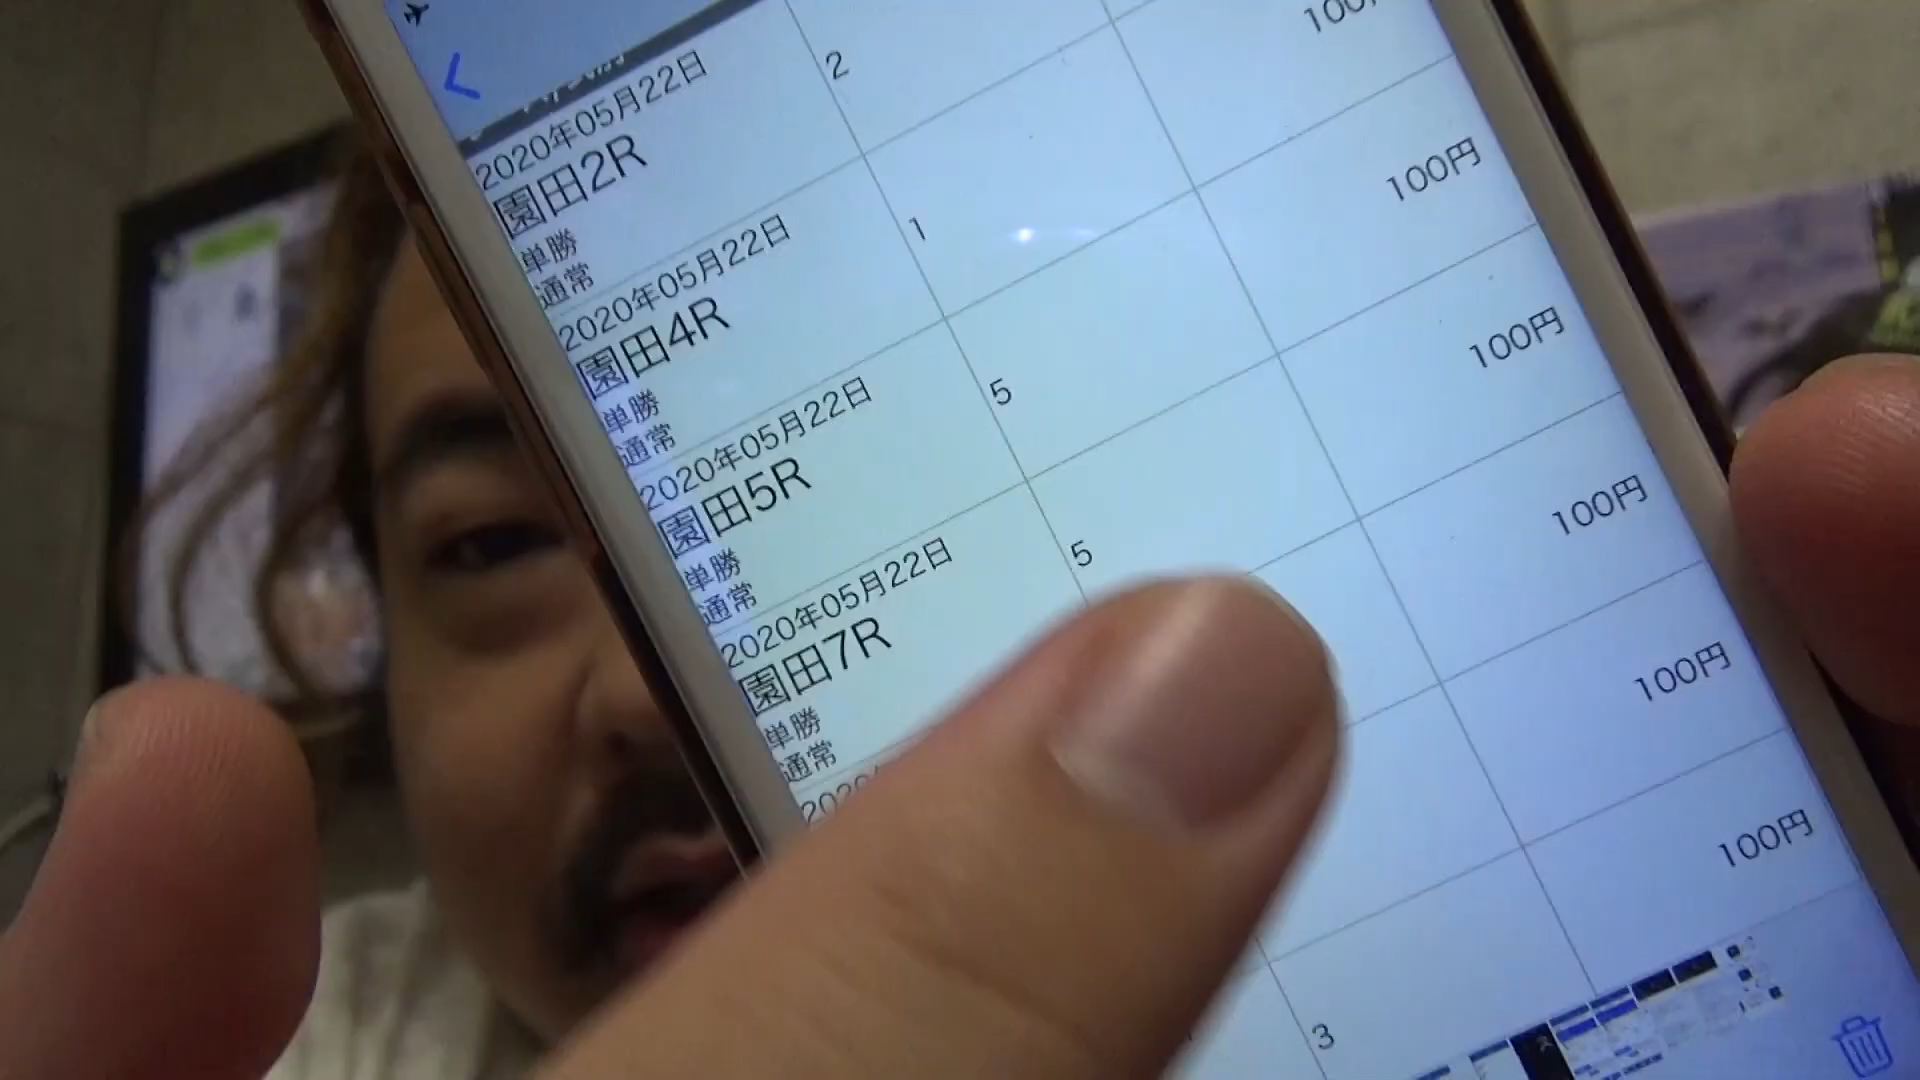 2020年05月22日
園田2R
単勝
通常
2
100円
2020年05月22日
園田4R
単勝
通常
1
100円
2020年05月22日
園田5R
単勝
通常
5
100円
2020年05月22日
園田7R
単勝
通常
5
100円
100円
100円
3